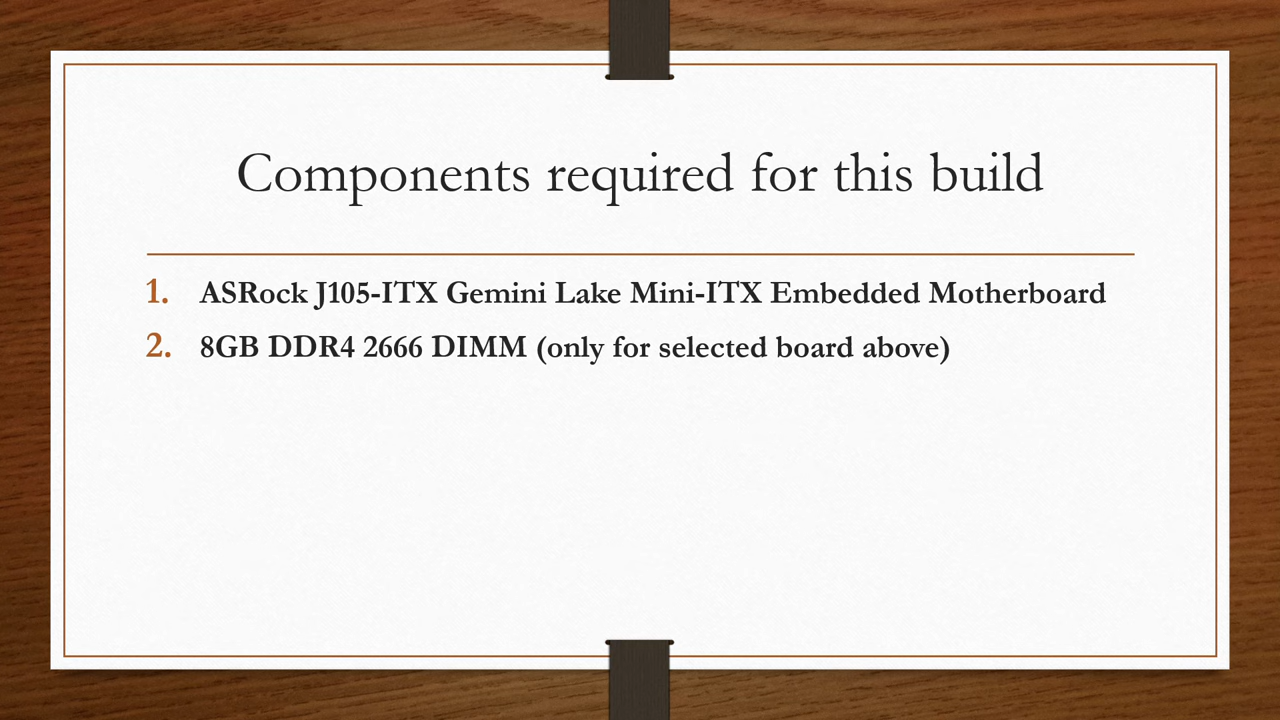 Components required for this build
1. ASRock J105-ITX Gemini Lake Mini-ITX Embedded Motherboard
2. 8GB DDR4 2666 DIMM (only for selected board above)